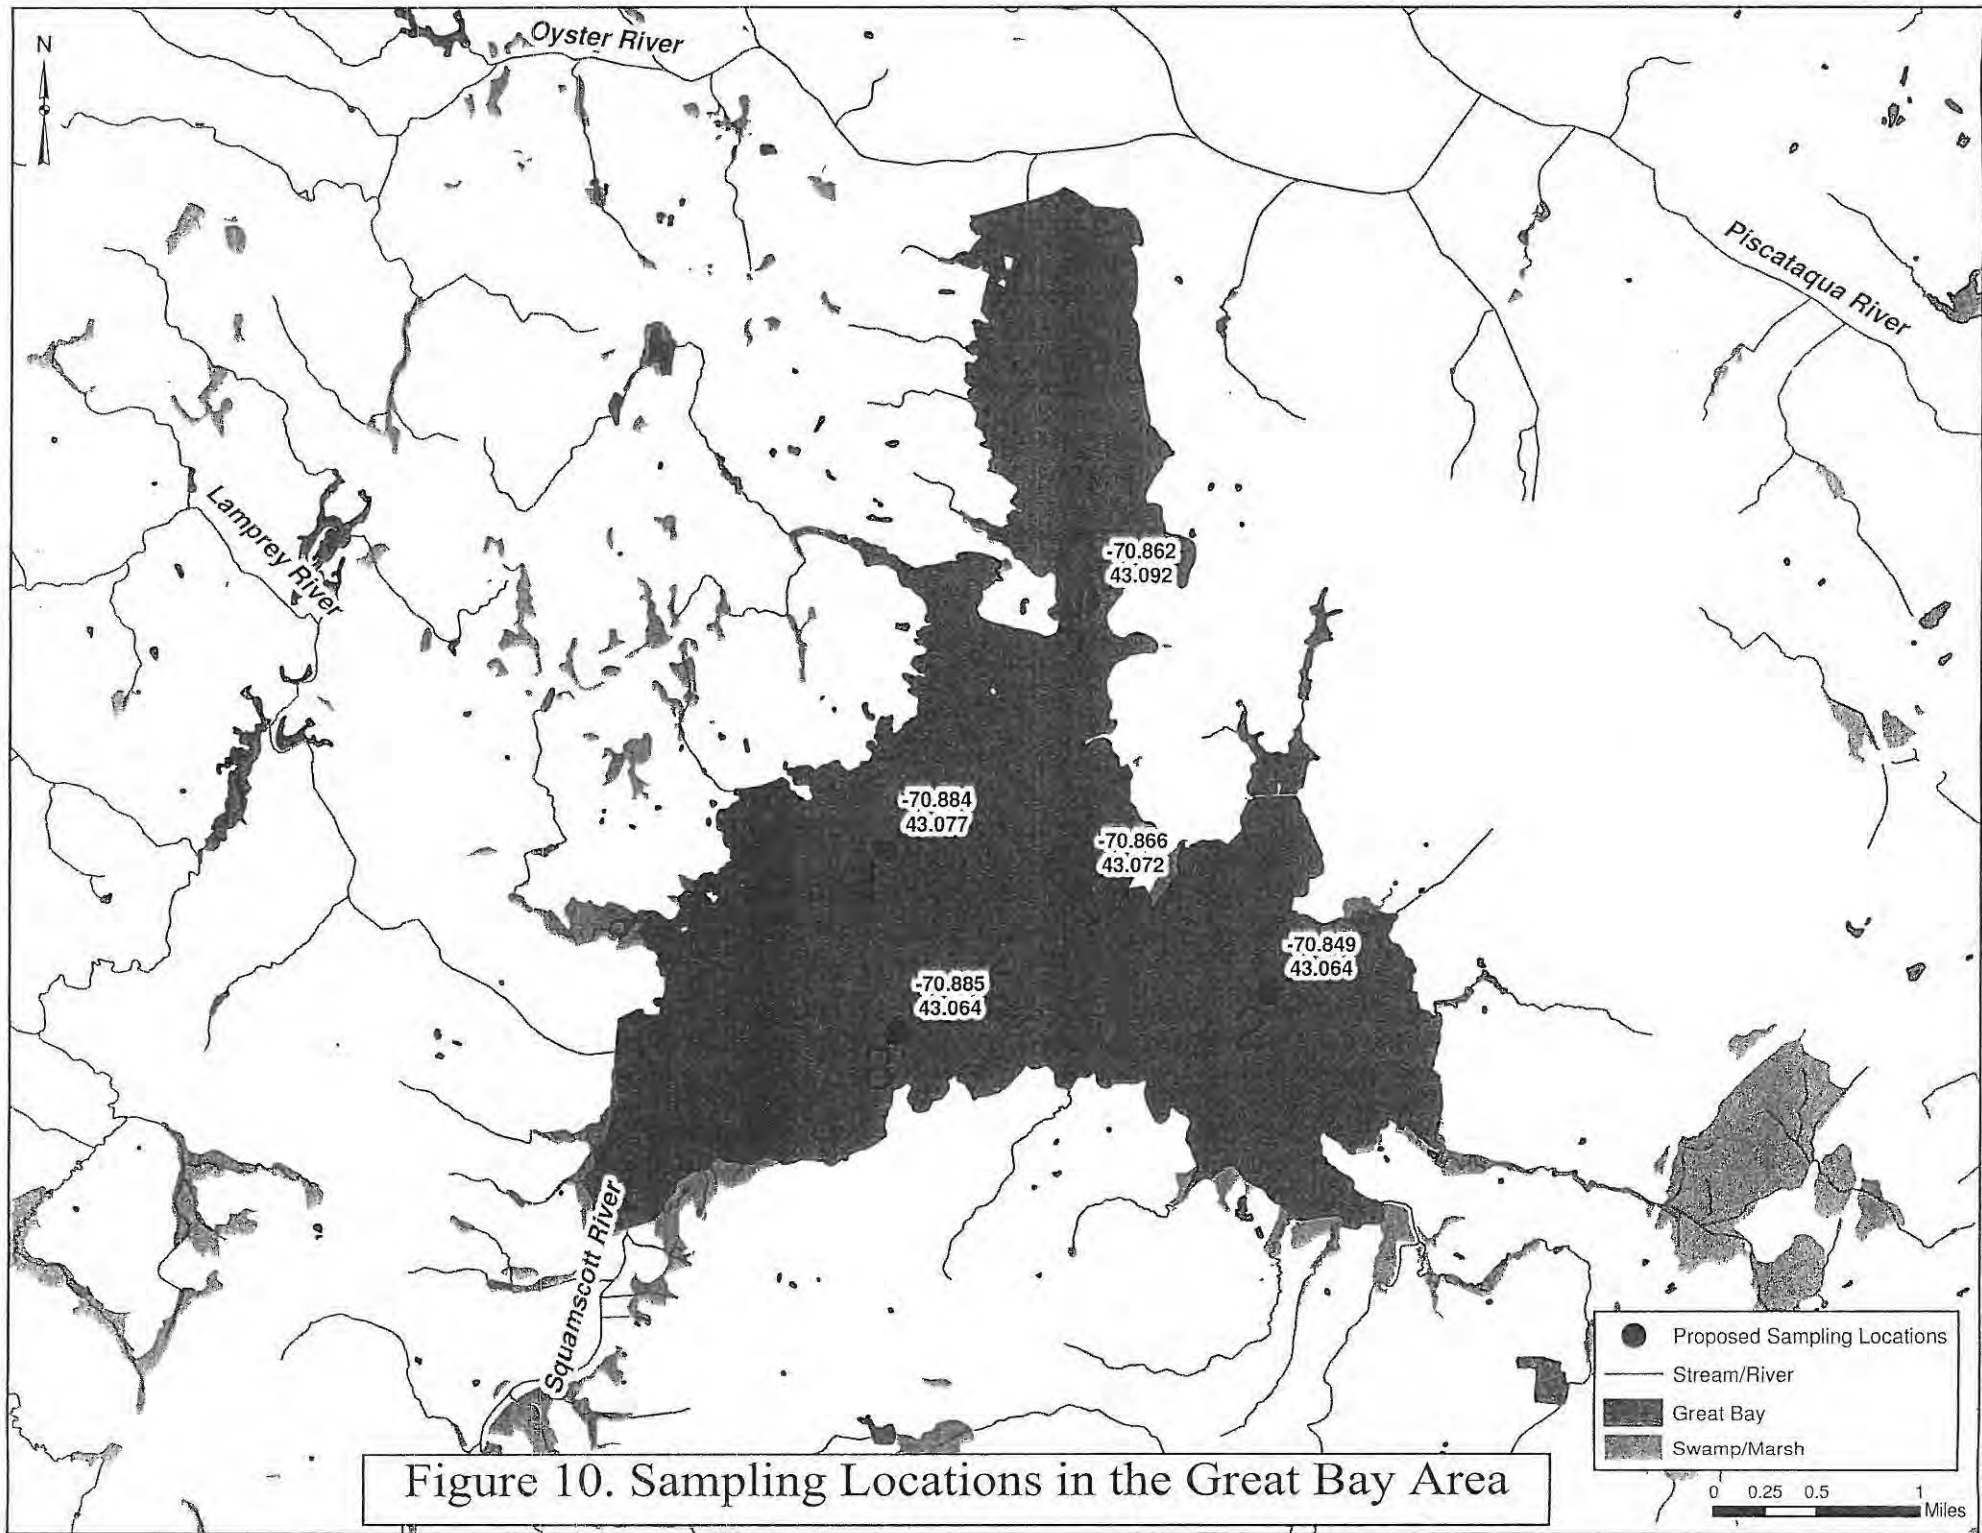 N
Oyster River
Piscataqua River
Lamprey River
-70.862
43.092
-70.884
43.077
-70.866
43.072
-70.849
43.064
-70.885
43.064
Squamscott River
Proposed Sampling Locations
Stream/River
Great Bay
Swamp/Marsh
0 0.25 0.5 1
Miles
Figure 10. Sampling Locations in the Great Bay Area